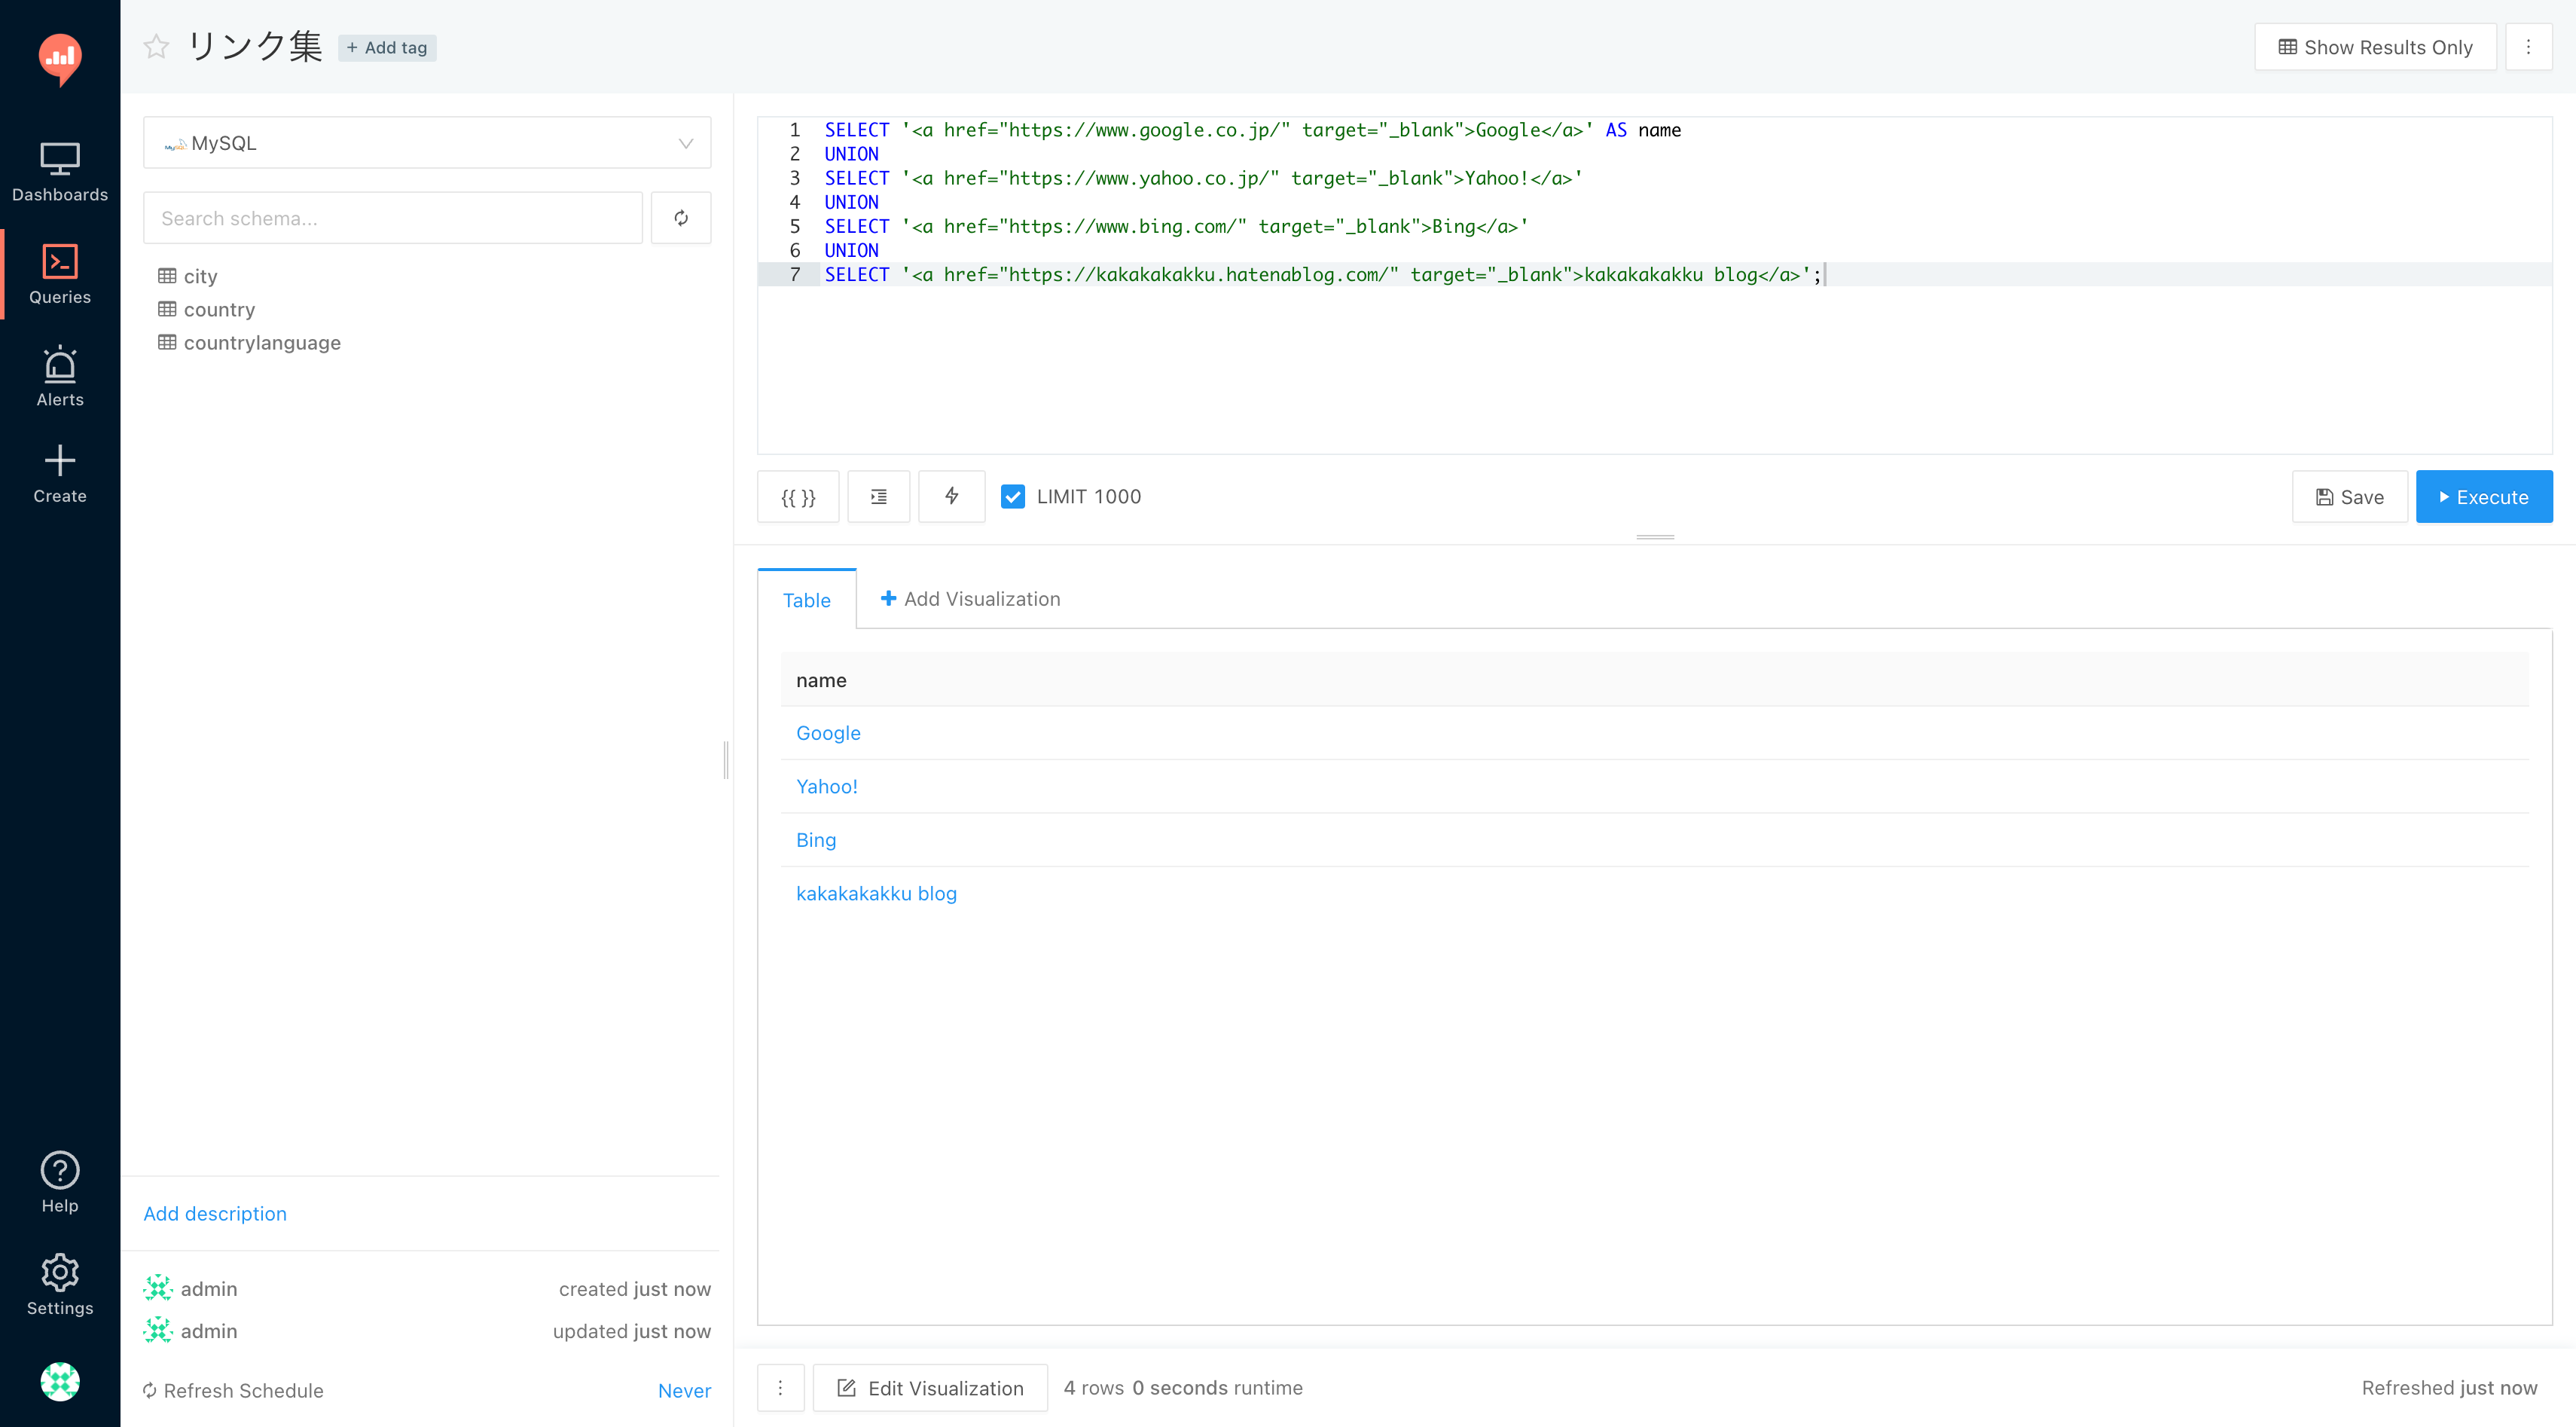 リンク集
+ Add tag
Show Results Only
Dashboards
Queries
Alerts
Create
Help
Settings
MySQL
Search schema...
city
country
countrylanguage
Add description
admin created just now
admin updated just now
Refresh Schedule Never
1 SELECT '<a href="https://www.google.co.jp/" target="_blank">Google</a>' AS name
2 UNION
3 SELECT '<a href="https://www.yahoo.co.jp/" target="_blank">Yahoo!</a>'
4 UNION
5 SELECT '<a href="https://www.bing.com/" target="_blank">Bing</a>'
6 UNION
7 SELECT '<a href="https://kakakakakku.hatenablog.com/" target="_blank">kakakakakku blog</a>';
{{ }} LIMIT 1000 Save Execute
Table Add Visualization
name
Google
Yahoo!
Bing
kakakakakku blog
Edit Visualization 4 rows 0 seconds runtime Refreshed just now